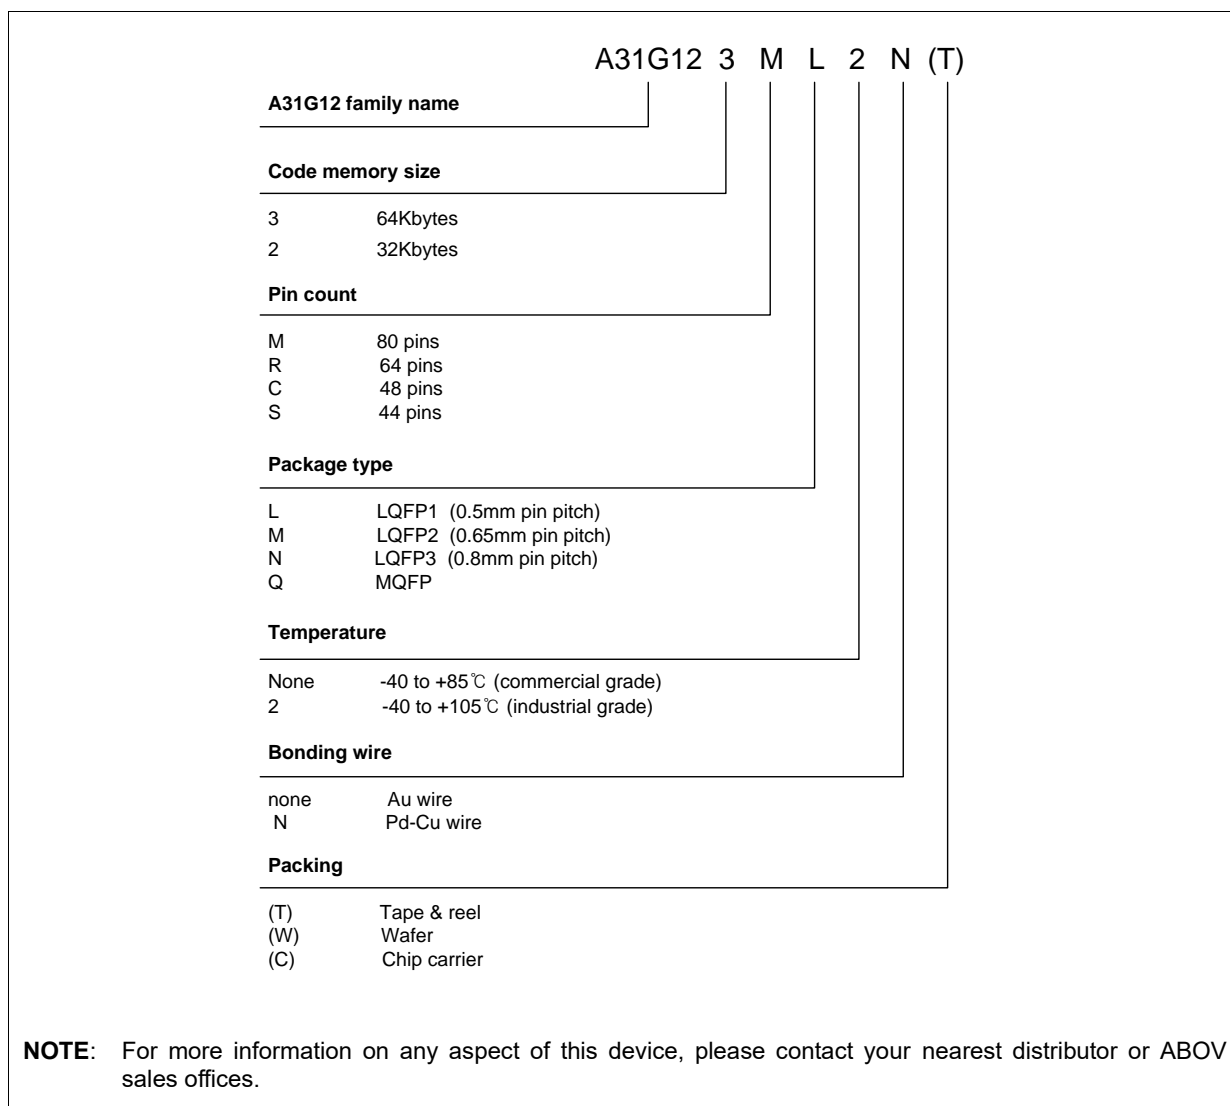 A31G12 3 M L 2 N (T)
A31G12 family name
Code memory size
3 64Kbytes
2 32Kbytes
Pin count
M 80 pins
R 64 pins
C 48 pins
S 44 pins
Package type
L LQFP1 (0.5mm pin pitch)
M LQFP2 (0.65mm pin pitch)
N LQFP3 (0.8mm pin pitch)
Q MQFP
Temperature
None -40 to +85℃ (commercial grade)
2 -40 to +105℃ (industrial grade)
Bonding wire
none Au wire
N Pd-Cu wire
Packing
(T) Tape & reel
(W) Wafer
(C) Chip carrier
NOTE: For more information on any aspect of this device, please contact your nearest distributor or ABOV
sales offices.